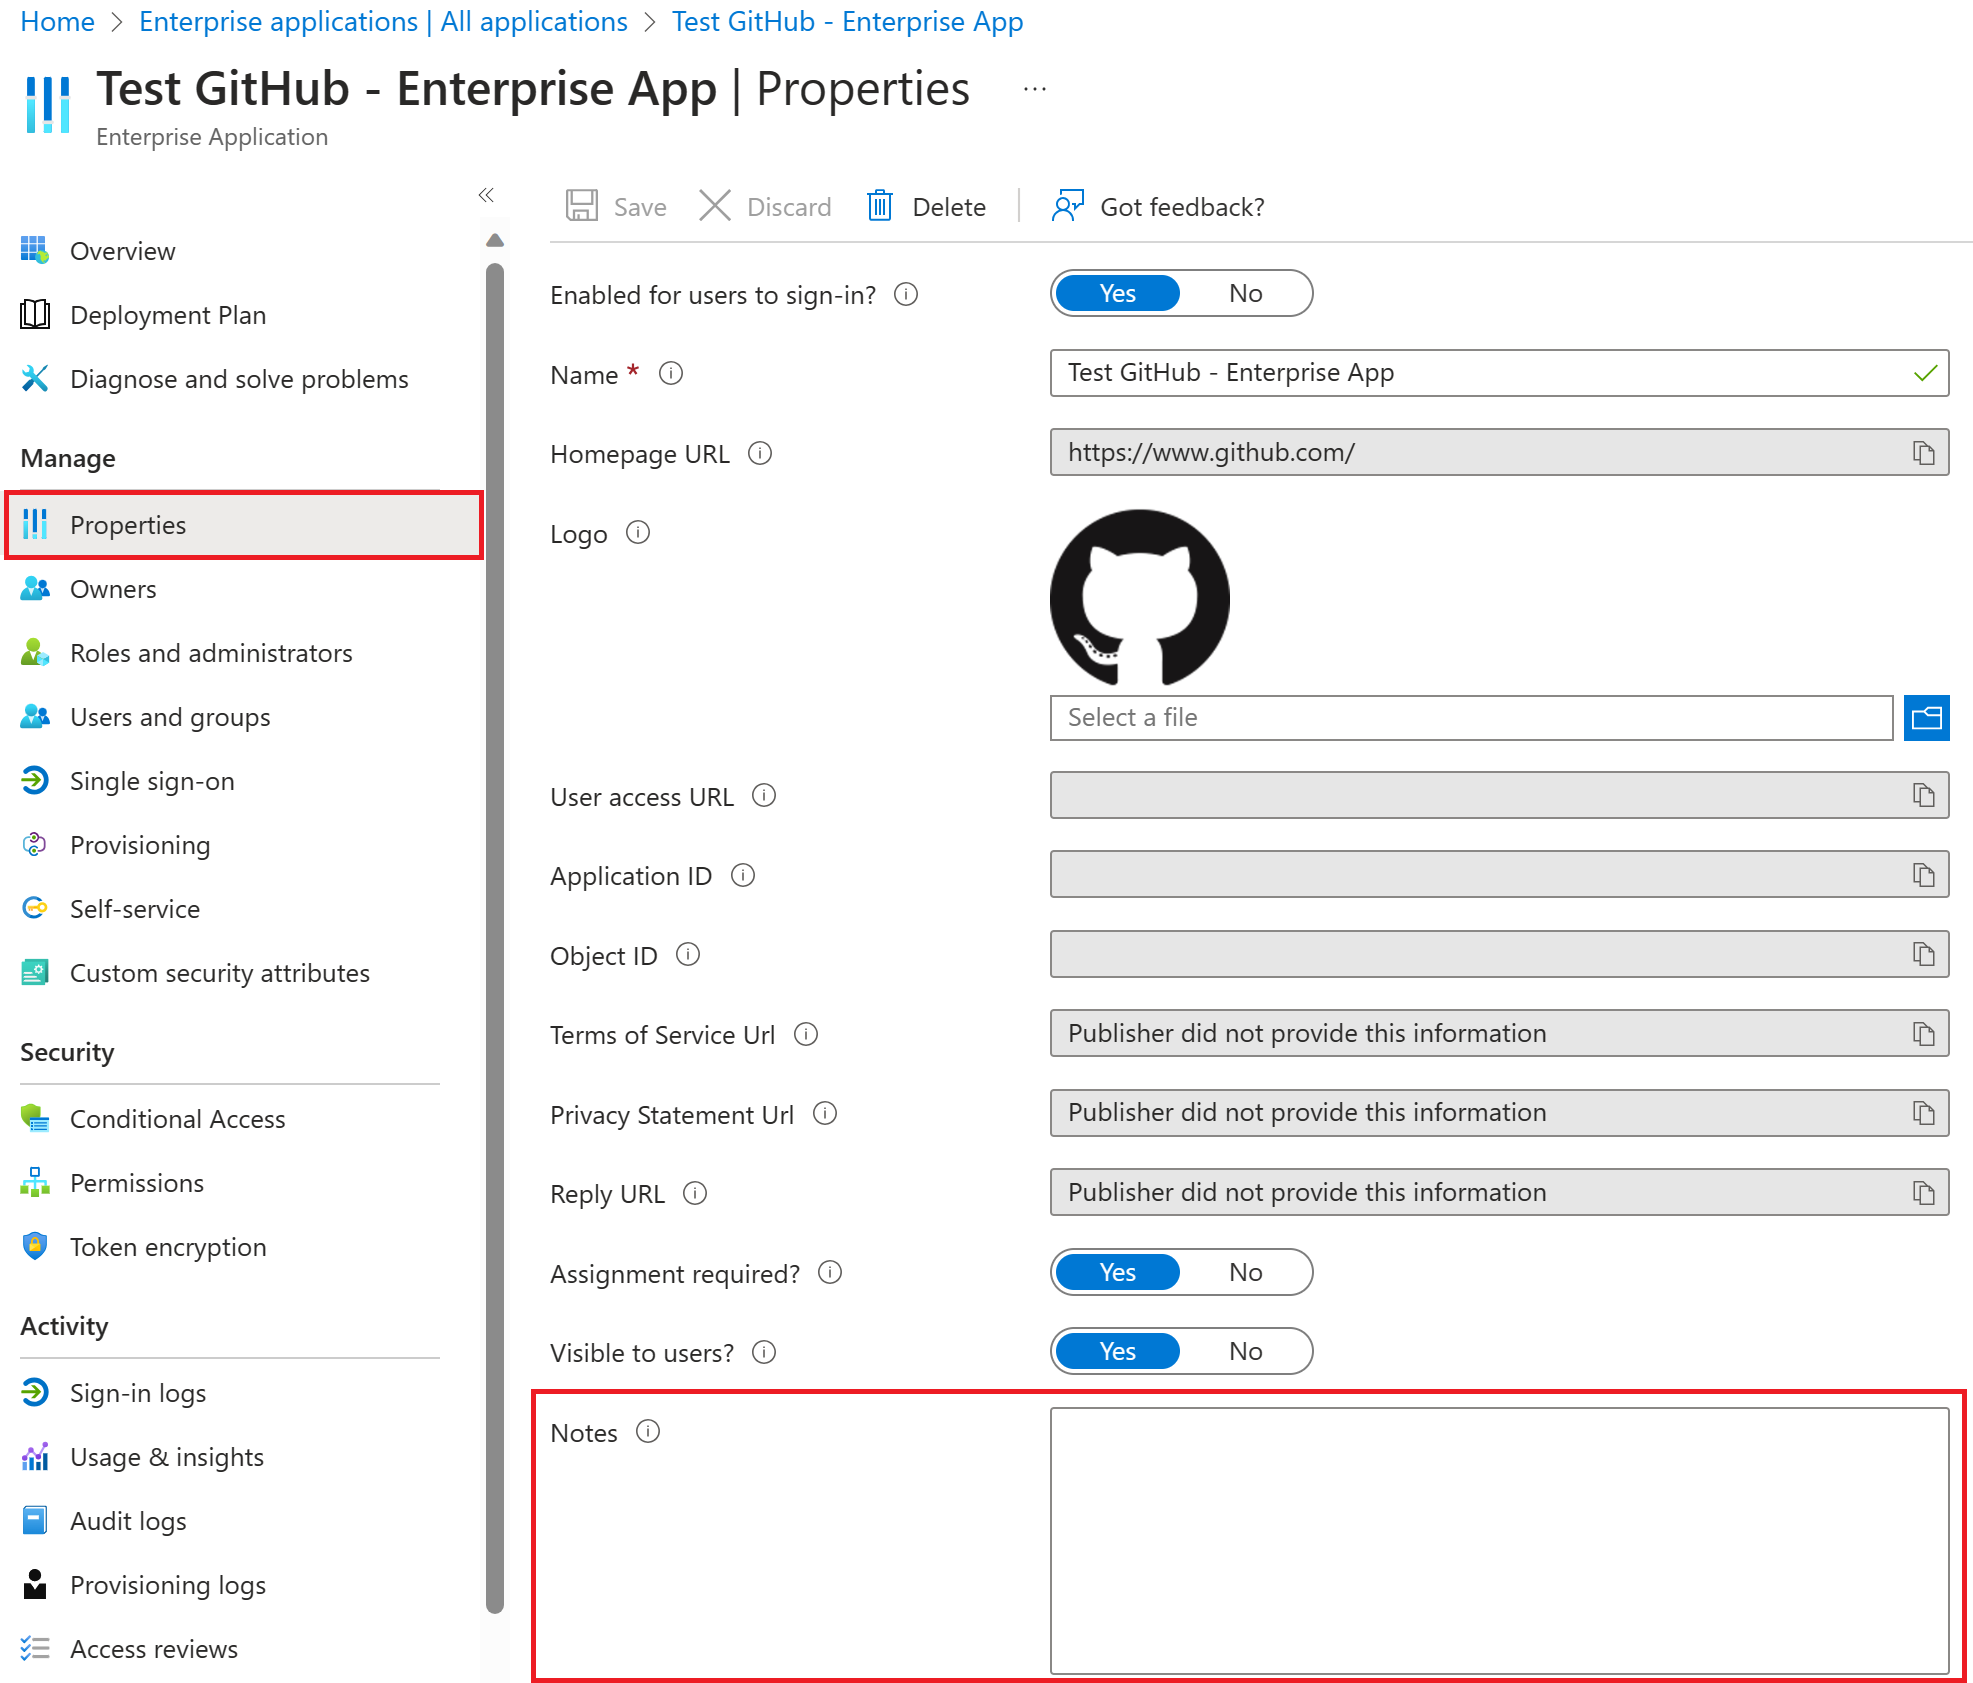 Home > Enterprise applications | All applications > Test GitHub - Enterprise App
Test GitHub - Enterprise App | Properties ...
Enterprise Application
Save
Discard
Delete
Got feedback?
Overview
Deployment Plan
Diagnose and solve problems
Manage
Properties
Owners
Roles and administrators
Users and groups
Single sign-on
Provisioning
Self-service
Custom security attributes
Security
Conditional Access
Permissions
Token encryption
Activity
Sign-in logs
Usage & insights
Audit logs
Provisioning logs
Access reviews
Enabled for users to sign-in? Yes No
Name * Test GitHub - Enterprise App
Homepage URL https://www.github.com/
Logo
Select a file
User access URL
Application ID
Object ID
Terms of Service Url Publisher did not provide this information
Privacy Statement Url Publisher did not provide this information
Reply URL Publisher did not provide this information
Assignment required? Yes No
Visible to users? Yes No
Notes